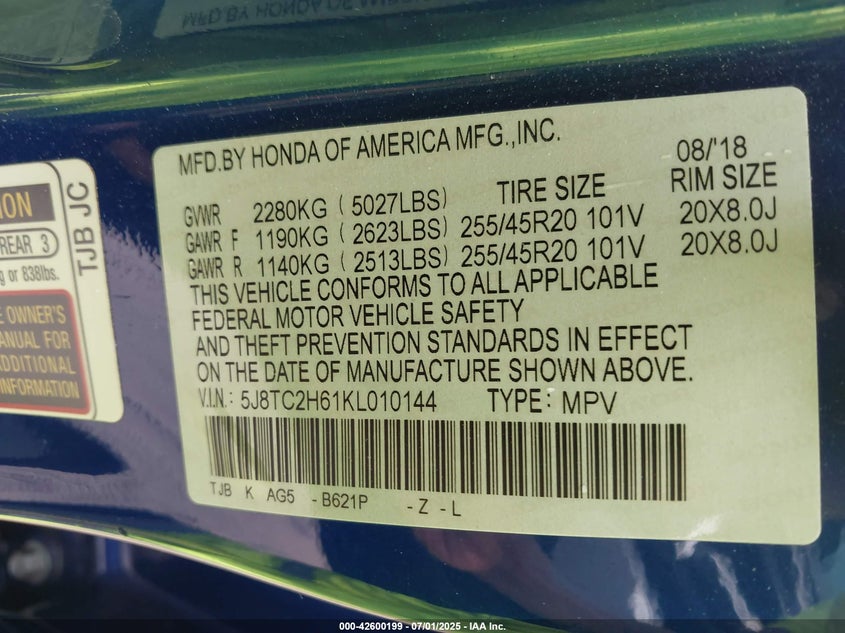 MFD.BY HONDA OF AMERICA MFG.,INC.
08/'18
TIRE SIZE RIM SIZE
GVWR 2280KG (5027LBS)
GAWR F 1190KG (2623LBS) 255/45R20 101V 20X8.0J
GAWR R 1140KG (2513LBS) 255/45R20 101V 20X8.0J
THIS VEHICLE CONFORMS TO ALL APPLICABLE
FEDERAL MOTOR VEHICLE SAFETY
AND THEFT PREVENTION STANDARDS IN EFFECT
ON THE DATE OF MANUFACTURE SHOWN ABOVE.
V.I.N: 5J8TC2H61KL010144 TYPE: MPV
TJB K AG5 -B621P -Z -L
ION
REAR 3
or 838lbs.
OWNER'S
FOR
INFORMATION
TJB JC
000-42600199 - 07/01/2025 - IAA Inc.